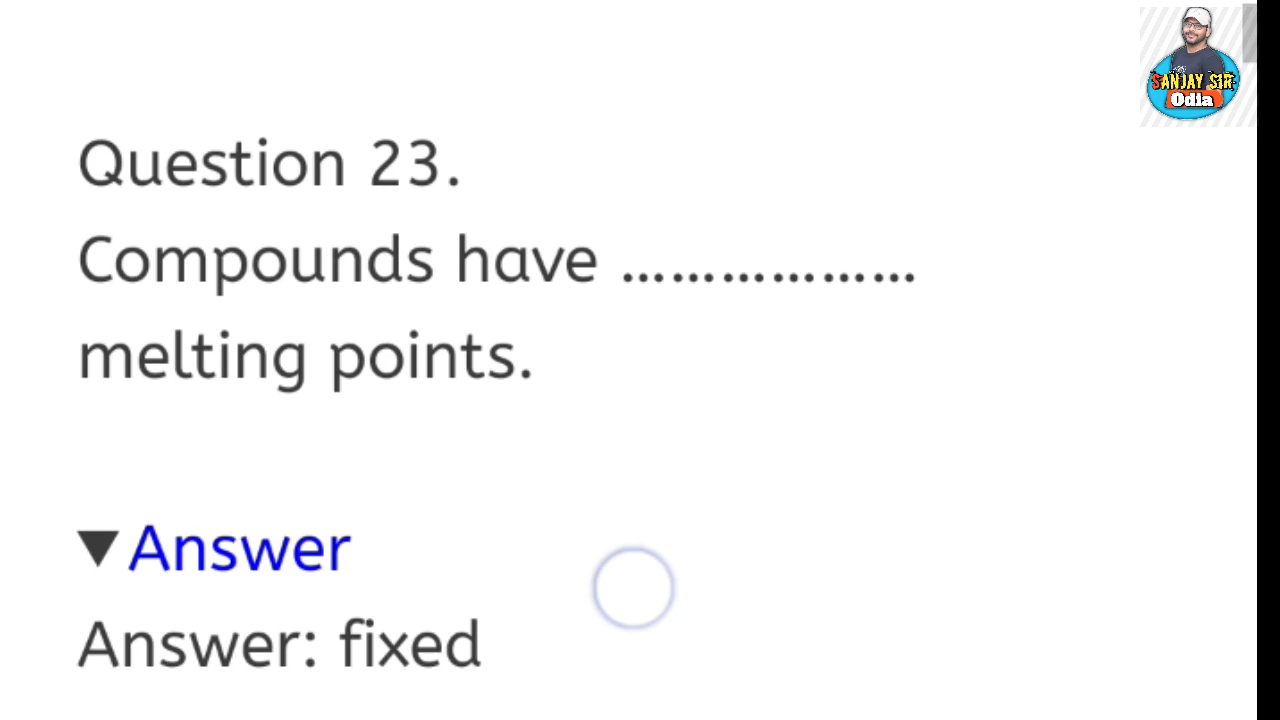 SANJAY SIR
Odia
Question 23.
Compounds have ..................
melting points.
Answer
Answer: fixed